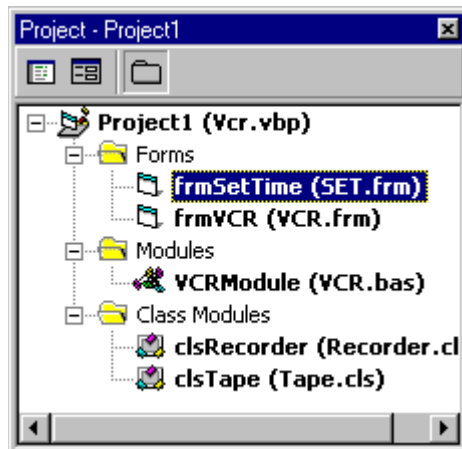 Project - Project1
Project1 (Vcr.vbp)
Forms
frmSetTime (SET.frm)
frmVCR (VCR.frm)
Modules
VCRModule (VCR.bas)
Class Modules
clsRecorder (Recorder.cl
clsTape (Tape.cls)